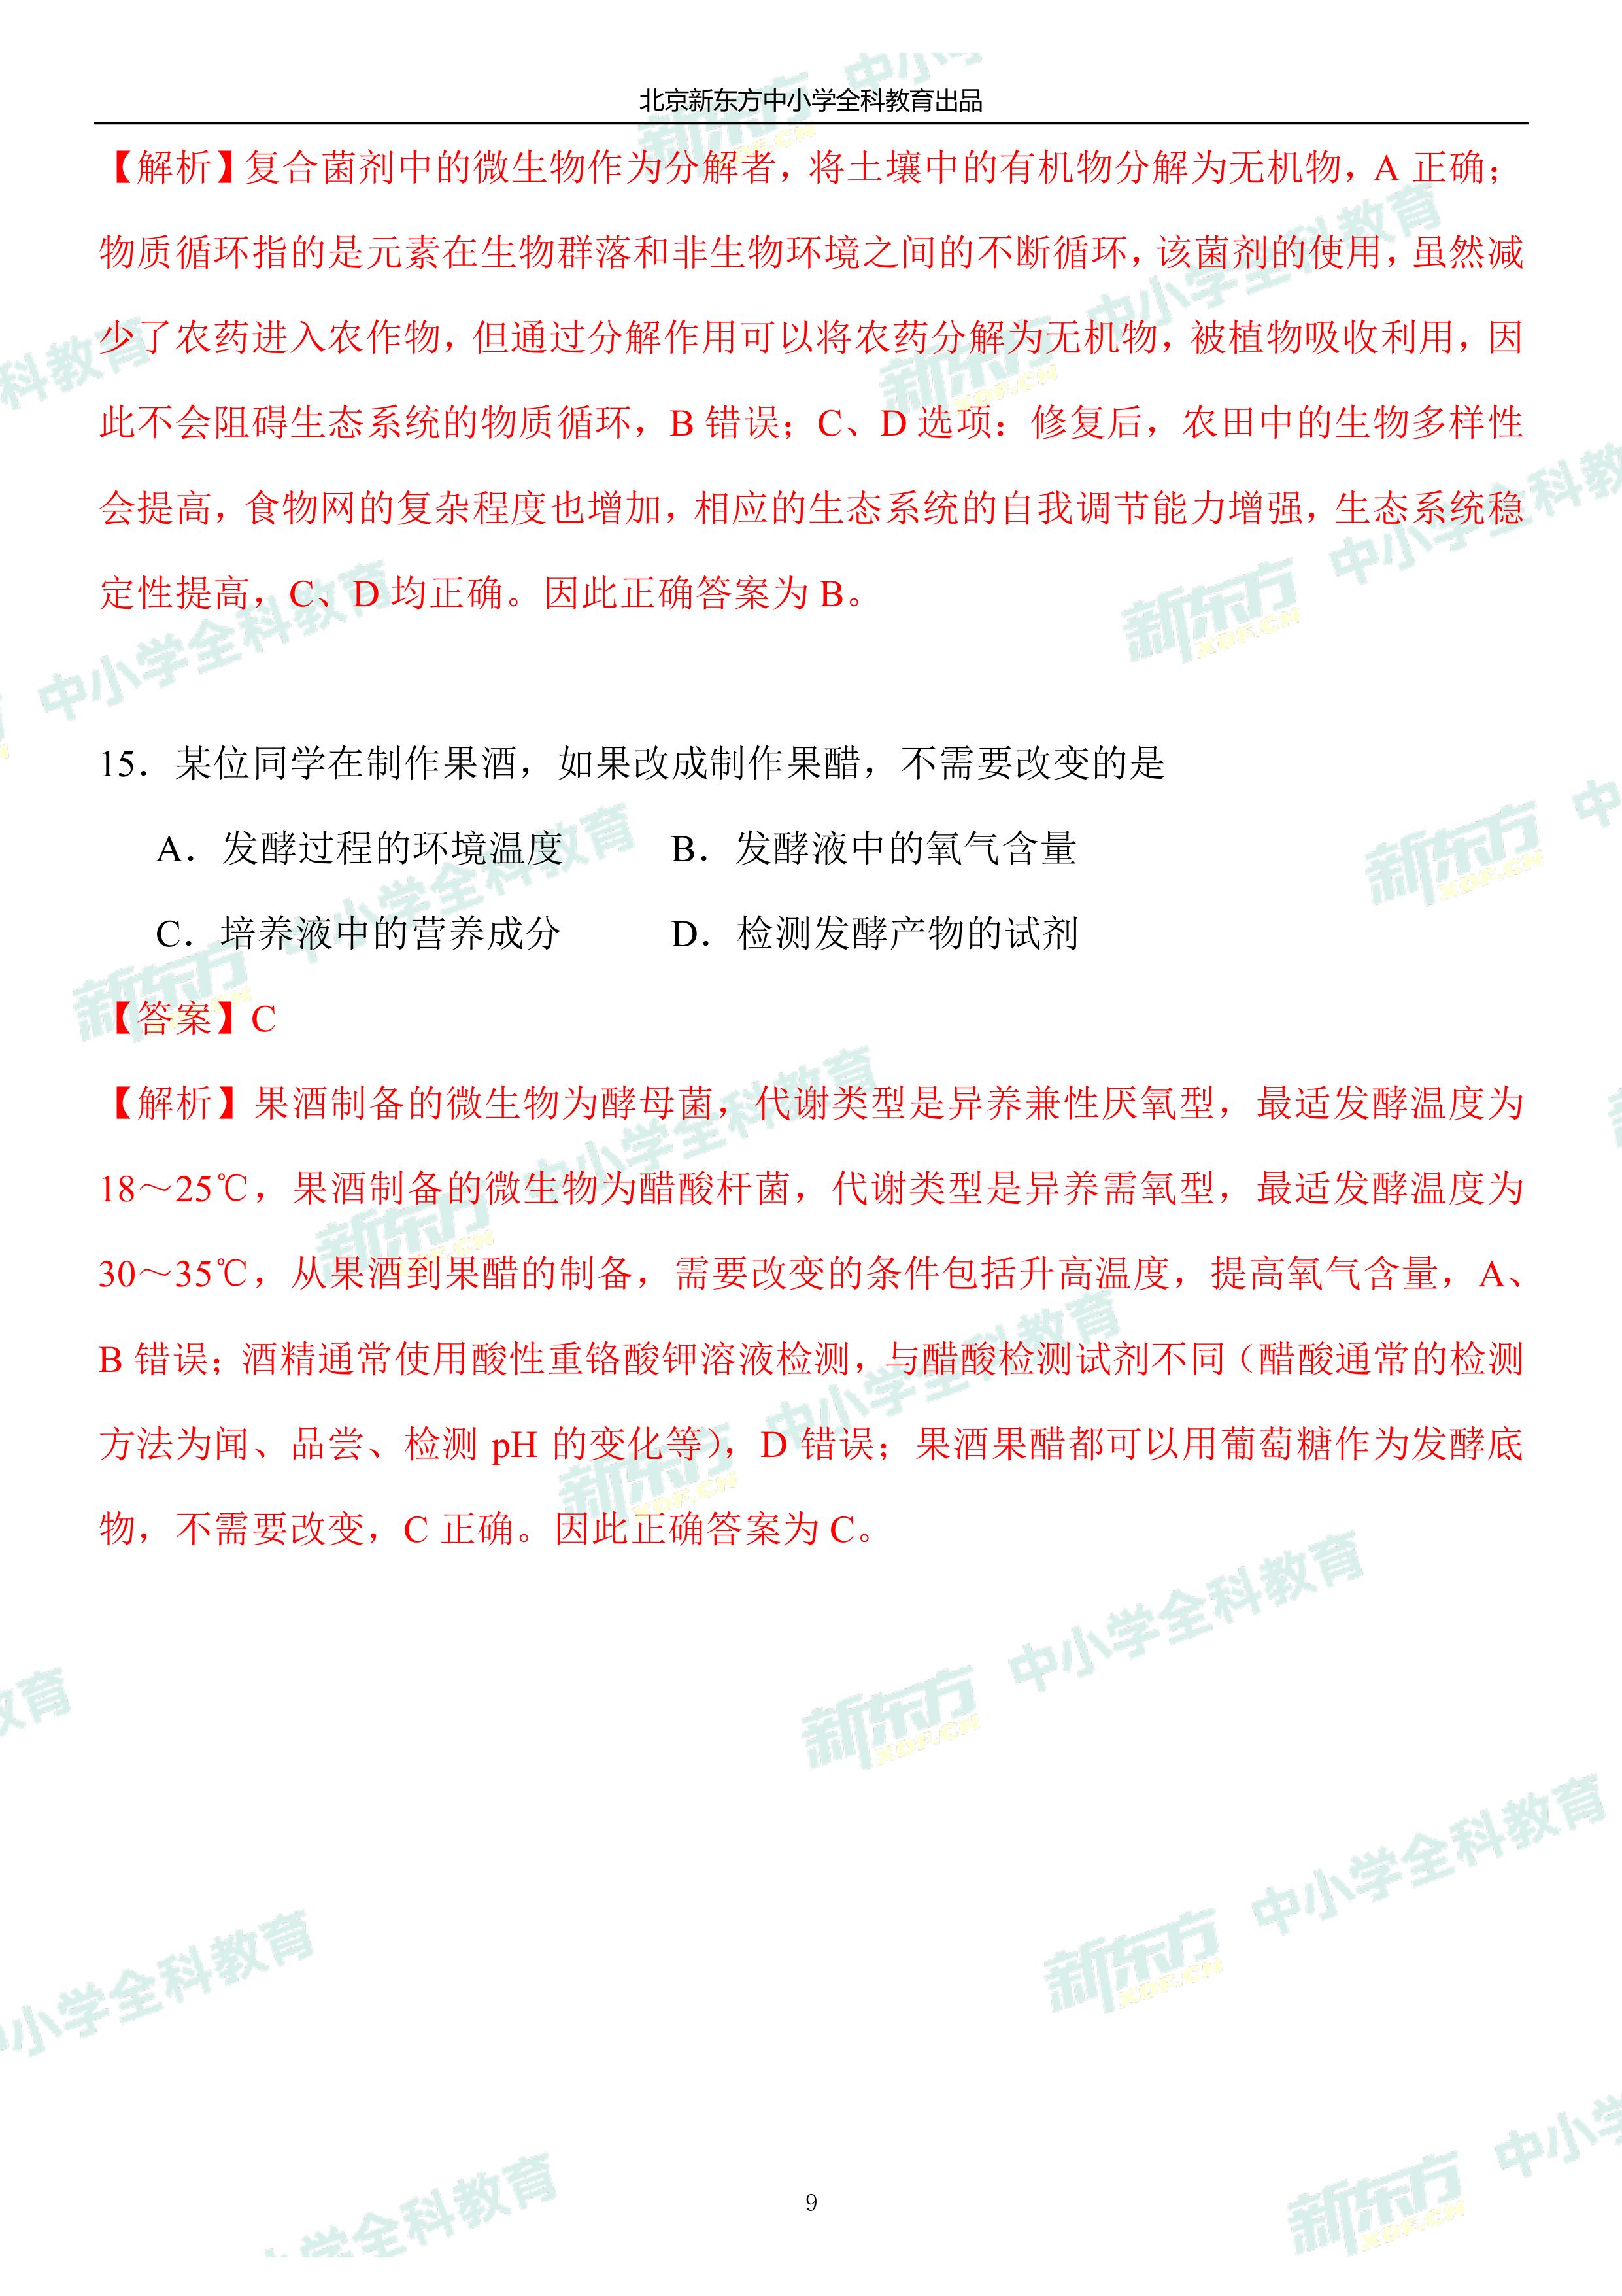 北京新东方中小学全科教育出品
【解析】复合菌剂中的微生物作为分解者，将土壤中的有机物分解为无机物，A 正确；
物质循环指的是元素在生物群落和非生物环境之间的不断循环，该菌剂的使用，虽然减
少了农药进入农作物，但通过分解作用可以将农药分解为无机物，被植物吸收利用，因
此不会阻碍生态系统的物质循环，B 错误；C、D 选项：修复后，农田中的生物多样性
会提高，食物网的复杂程度也增加，相应的生态系统的自我调节能力增强，生态系统稳
定性提高，C、D 均正确。因此正确答案为 B。
15．某位同学在制作果酒，如果改成制作果醋，不需要改变的是
A．发酵过程的环境温度 B．发酵液中的氧气含量
C．培养液中的营养成分 D．检测发酵产物的试剂
【答案】C
【解析】果酒制备的微生物为酵母菌，代谢类型是异养兼性厌氧型，最适发酵温度为
18～25℃，果酒制备的微生物为醋酸杆菌，代谢类型是异养需氧型，最适发酵温度为
30～35℃，从果酒到果醋的制备，需要改变的条件包括升高温度，提高氧气含量，A、
B 错误；酒精通常使用酸性重铬酸钾溶液检测，与醋酸检测试剂不同（醋酸通常的检测
方法为闻、品尝、检测 pH 的变化等），D 错误；果酒果醋都可以用葡萄糖作为发酵底
物，不需要改变，C 正确。因此正确答案为 C。
9